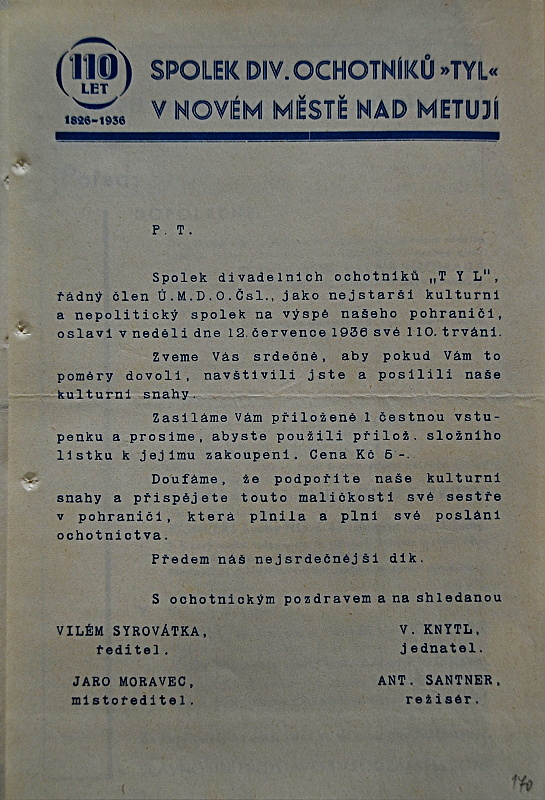 110
LET
1826-1936
SPOLEK DIV. OCHOTNÍKŮ »TYL«
V NOVÉM MĚSTĚ NAD METUJÍ
P. T.
Spolek divadelních ochotníků „T Y L",
řádný člen Ú.M.D.O.Čsl., jako nejstarší kulturní
a nepolitický spolek na výspě našeho pohraničí,
oslaví v neděli dne 12. července 1936 své 110. trvání.
Zveme Vás srdečně, aby pokud Vám to
poměry dovolí, navštívili jste a posílili naše
kulturní snahy.
Zasíláme Vám přiložené 1 čestnou vstu-
penku a prosíme, abyste použili přilož. složního
lístku k jejímu zakoupení. Cena Kč 5-.
Doufáme, že podpoříte naše kulturní
snahy a přispějete touto maličkostí své sestře
v pohraničí, která plnila a plní své poslání
ochotnictva.
Předem náš nejsrdečnější dík.
S ochotnickým pozdravem a na shledanou
VILÉM SYROVÁTKA,
ředitel.
V. KNYTL,
jednatel.
JARO MORAVEC,
místoředitel.
ANT. SANTNER,
režisér.
170